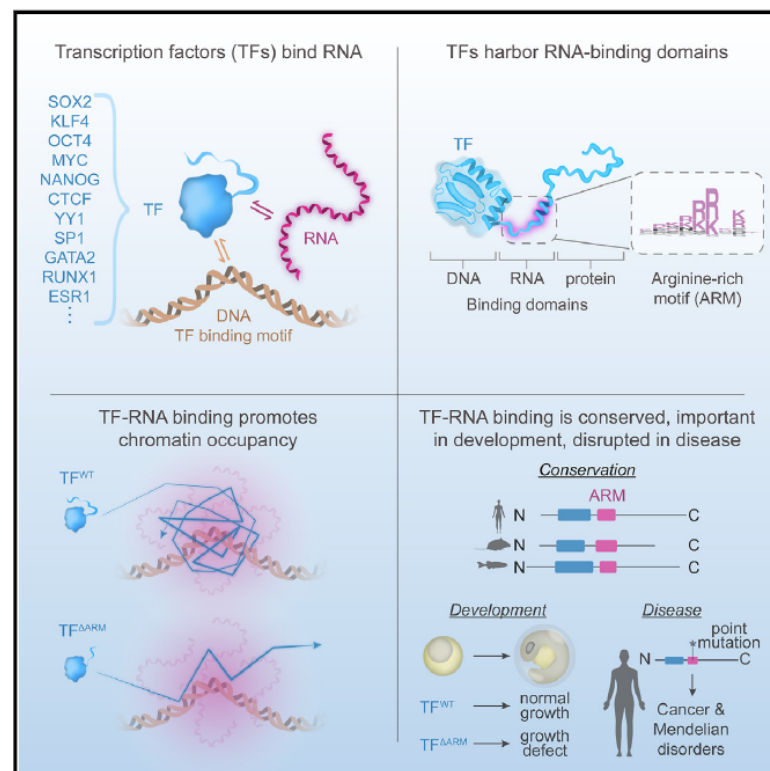 Transcription factors (TFs) bind RNA
SOX2
KLF4
OCT4
MYC
NANOG
CTCF
YY1
SP1
GATA2
RUNX1
ESR1
⋮
TF
RNA
DNA
TF binding motif
TFs harbor RNA-binding domains
TF
DNA RNA protein
Binding domains
Arginine-rich
motif (ARM)
TF-RNA binding promotes
chromatin occupancy
TFWT
TFΔARM
TF-RNA binding is conserved, important
in development, disrupted in disease
Conservation
ARM
N C
N C
N C
Development
TFWT normal
growth
TFΔARM growth
defect
Disease
*point
mutation
N C
Cancer &
Mendelian
disorders